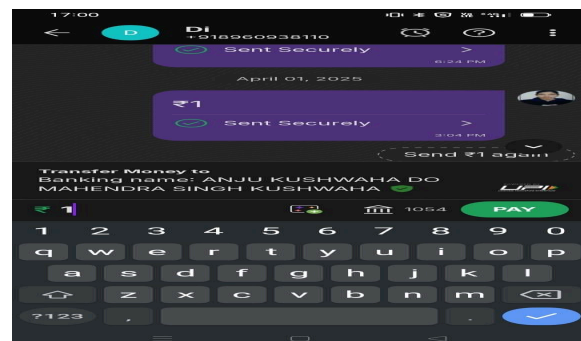 17:00
D
Di
+918960938110
Sent Securely >
6:24 PM
April 01, 2025
₹1
Sent Securely >
3:04 PM
Send ₹1 again
Transfer Money to
Banking name: ANJU KUSHWAHA DO
MAHENDRA SINGH KUSHWAHA
UPI
₹ 1 1054 PAY
1 2 3 4 5 6 7 8 9 0
q w e r t y u i o p
a s d f g h j k l
z x c v b n m
?123 , .